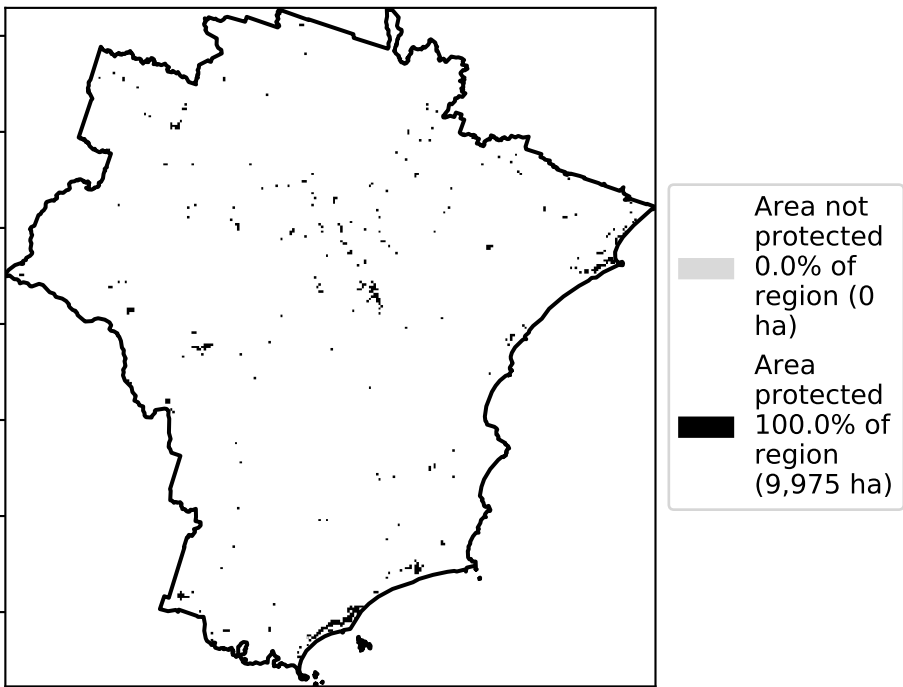 Area not
protected
0.0% of
region (0
ha)
Area
protected
100.0% of
region
(9,975 ha)